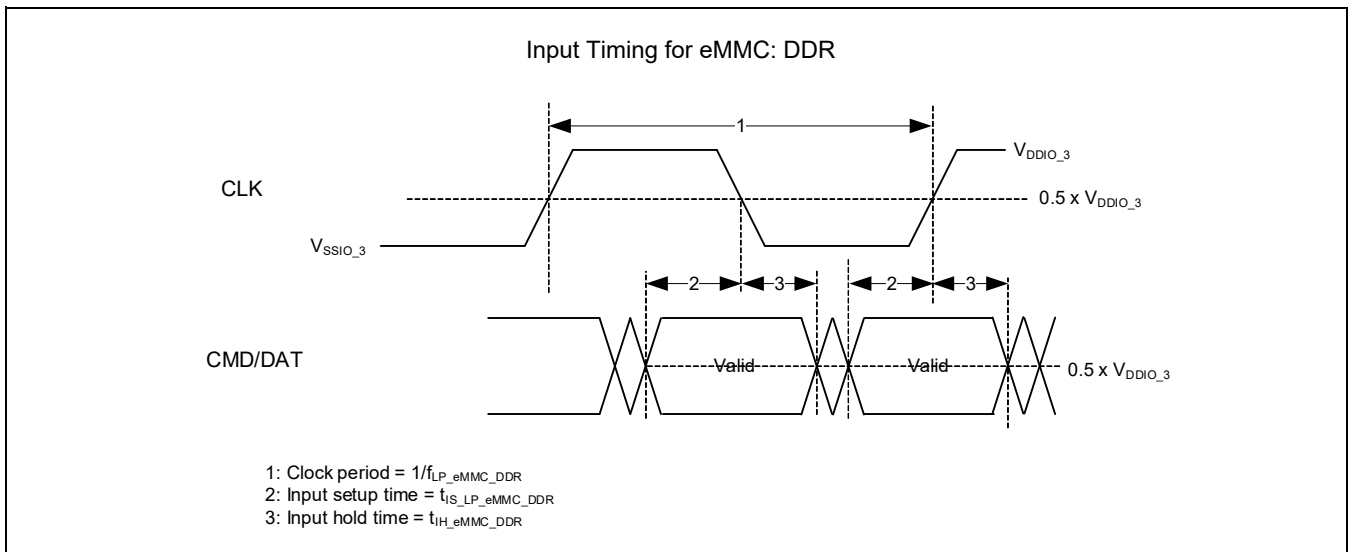 Input Timing for eMMC: DDR
1
V_DDIO_3
CLK
0.5 x V_DDIO_3
V_SSIO_3
2 3 2 3
CMD/DAT
Valid Valid
0.5 x V_DDIO_3
1: Clock period = 1/f_LP_eMMC_DDR
2: Input setup time = t_IS_LP_eMMC_DDR
3: Input hold time = t_IH_eMMC_DDR